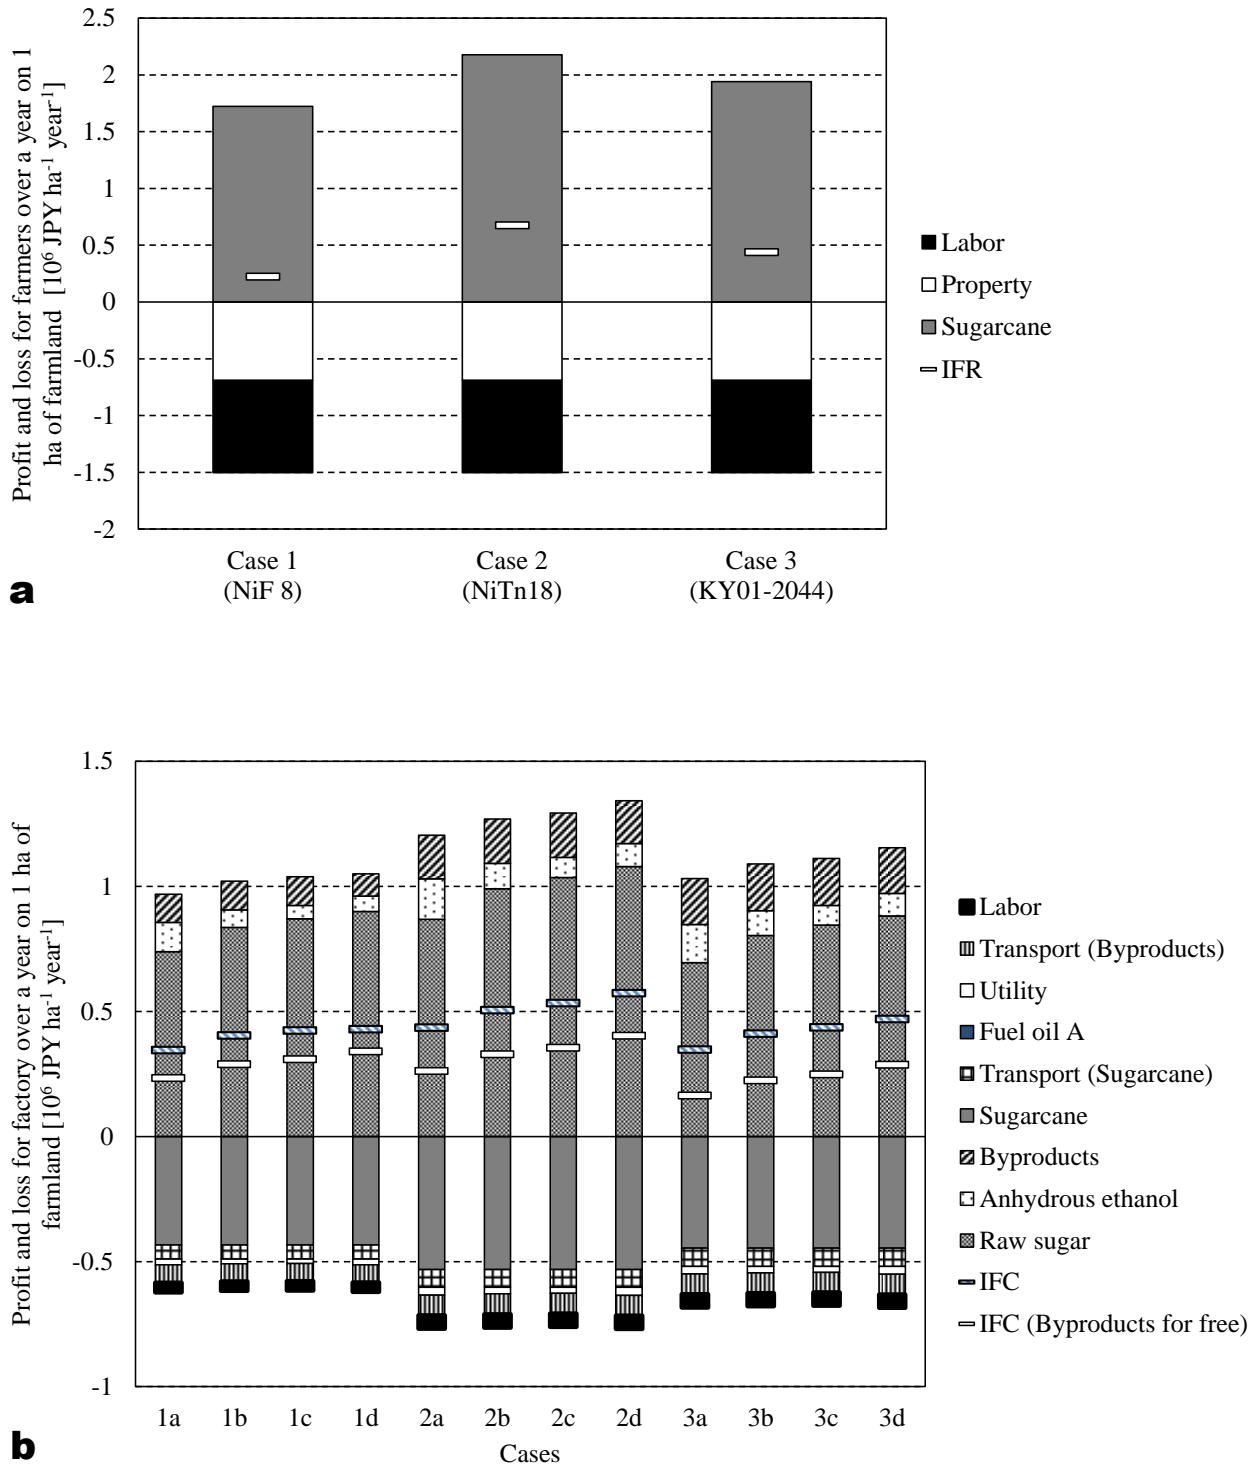 Profit and loss for farmers over a year on 1
ha of farmland [10⁶ JPY ha⁻¹ year⁻¹]
2.5
2
1.5
1
0.5
0
-0.5
-1
-1.5
-2
Case 1
(NiF 8)
Case 2
(NiTn18)
Case 3
(KY01-2044)
Labor
Property
Sugarcane
IFR
a
Profit and loss for factory over a year on 1 ha of
farmland [10⁶ JPY ha⁻¹ year⁻¹]
1.5
1
0.5
0
-0.5
-1
1a 1b 1c 1d 2a 2b 2c 2d 3a 3b 3c 3d
Cases
Labor
Transport (Byproducts)
Utility
Fuel oil A
Transport (Sugarcane)
Sugarcane
Byproducts
Anhydrous ethanol
Raw sugar
IFC
IFC (Byproducts for free)
b